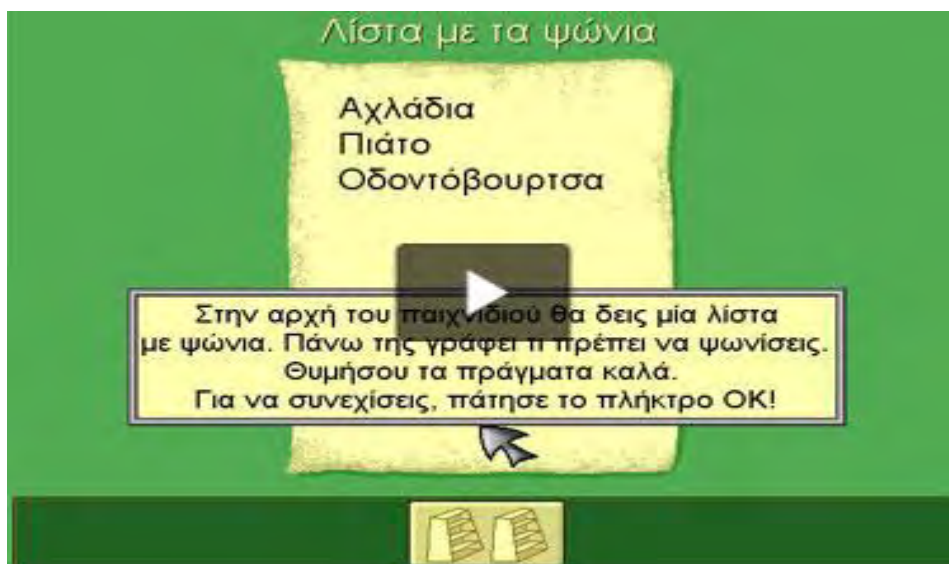 Λίστα με τα ψώνια
Αχλάδια
Πιάτο
Οδοντόβουρτσα
Στην αρχή του παιχνιδιού θα δεις μία λίστα
με ψώνια. Πάνω της γράφει τι πρέπει να ψωνίσεις.
Θυμήσου τα πράγματα καλά.
Για να συνεχίσεις, πάτησε το πλήκτρο OK!